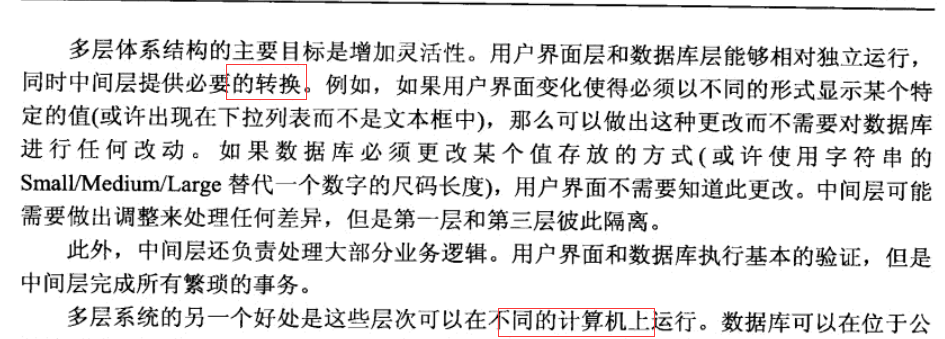 多层体系结构的主要目标是增加灵活性。用户界面层和数据库层能够相对独立运行，
同时中间层提供必要的转换。例如，如果用户界面变化使得必须以不同的形式显示某个特
定的值(或许出现在下拉列表而不是文本框中)，那么可以做出这种更改而不需要对数据库
进行任何改动。如果数据库必须更改某个值存放的方式(或许使用字符串的
Small/Medium/Large 替代一个数字的尺码长度)，用户界面不需要知道此更改。中间层可能
需要做出调整来处理任何差异，但是第一层和第三层彼此隔离。
此外，中间层还负责处理大部分业务逻辑。用户界面和数据库执行基本的验证，但是
中间层完成所有繁琐的事务。
多层系统的另一个好处是这些层次可以在不同的计算机上运行。数据库可以在位于公